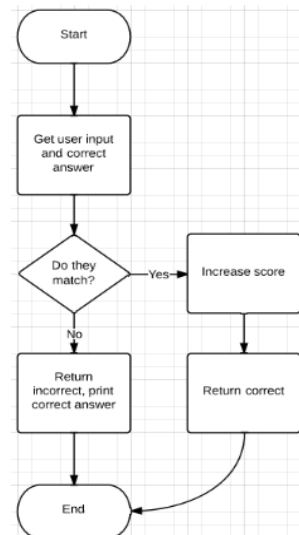 Start
Get user input
and correct
answer
Do they
match?
Yes
Increase score
No
Return
incorrect, print
correct answer
Return correct
End